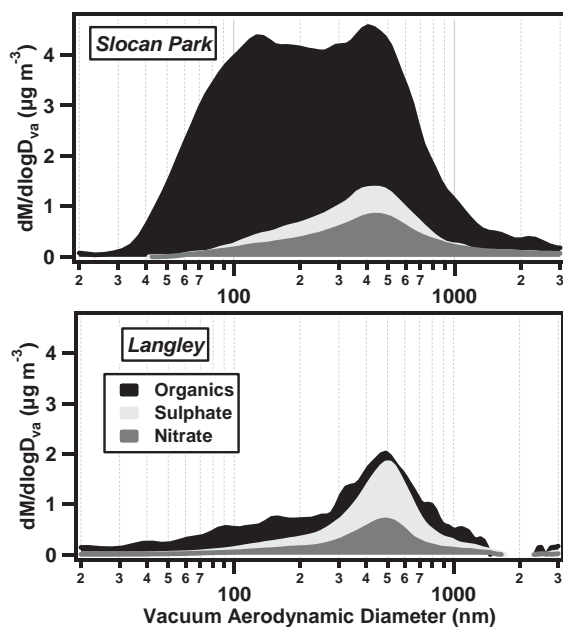 Slocan Park
dM/dlogDva (µg m-3)
4
3
2
1
0
2 3 4 5 6 7 100 2 3 4 5 6 7 1000 2 3
Langley
Organics
Sulphate
Nitrate
dM/dlogDva (µg m-3)
4
3
2
1
0
2 3 4 5 6 7 100 2 3 4 5 6 7 1000 2 3
Vacuum Aerodynamic Diameter (nm)